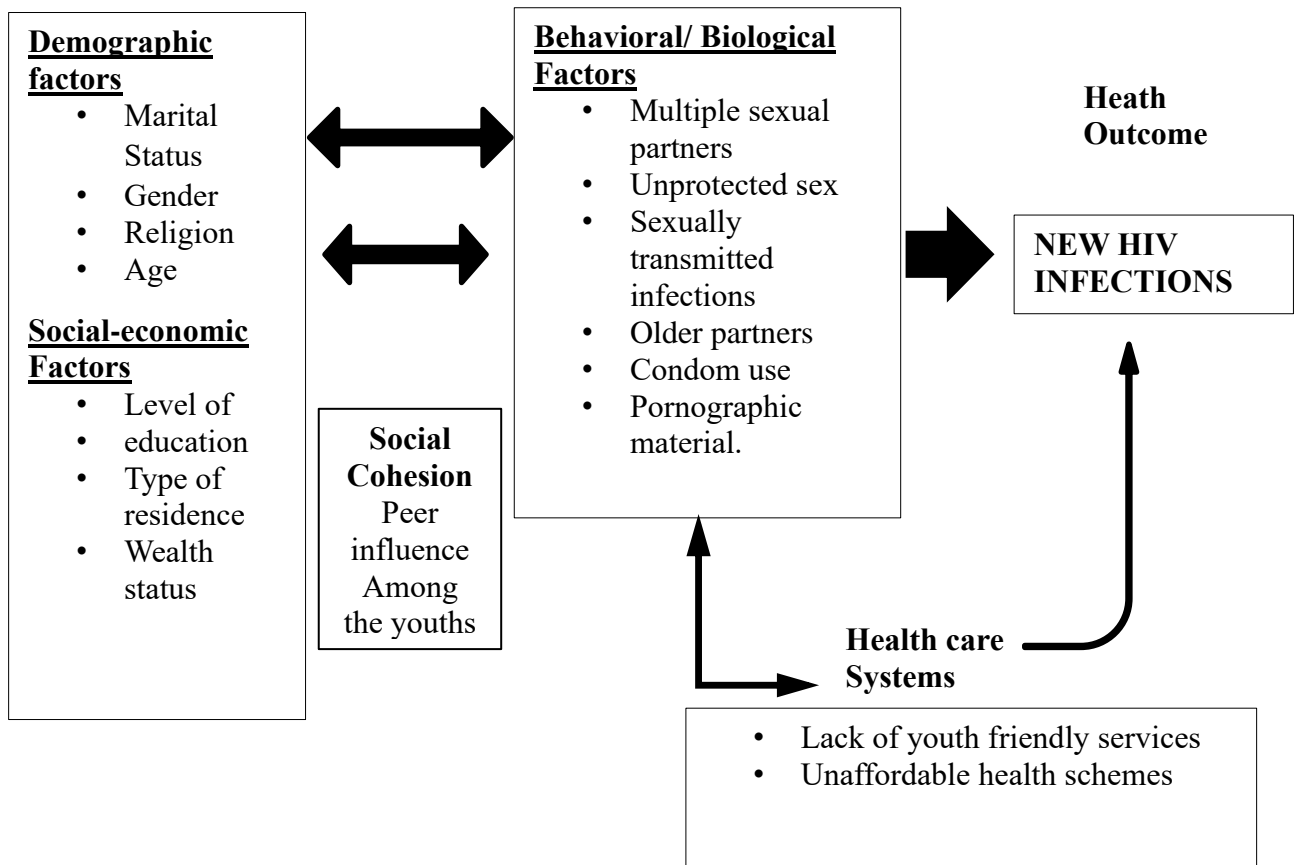 Demographic
factors
• Marital
Status
• Gender
• Religion
• Age
Social-economic
Factors
• Level of
• education
• Type of
residence
• Wealth
status
Social
Cohesion
Peer
influence
Among
the youths
Behavioral/ Biological
Factors
• Multiple sexual
partners
• Unprotected sex
• Sexually
transmitted
infections
• Older partners
• Condom use
• Pornographic
material.
Heath
Outcome
NEW HIV
INFECTIONS
Health care
Systems
• Lack of youth friendly services
• Unaffordable health schemes